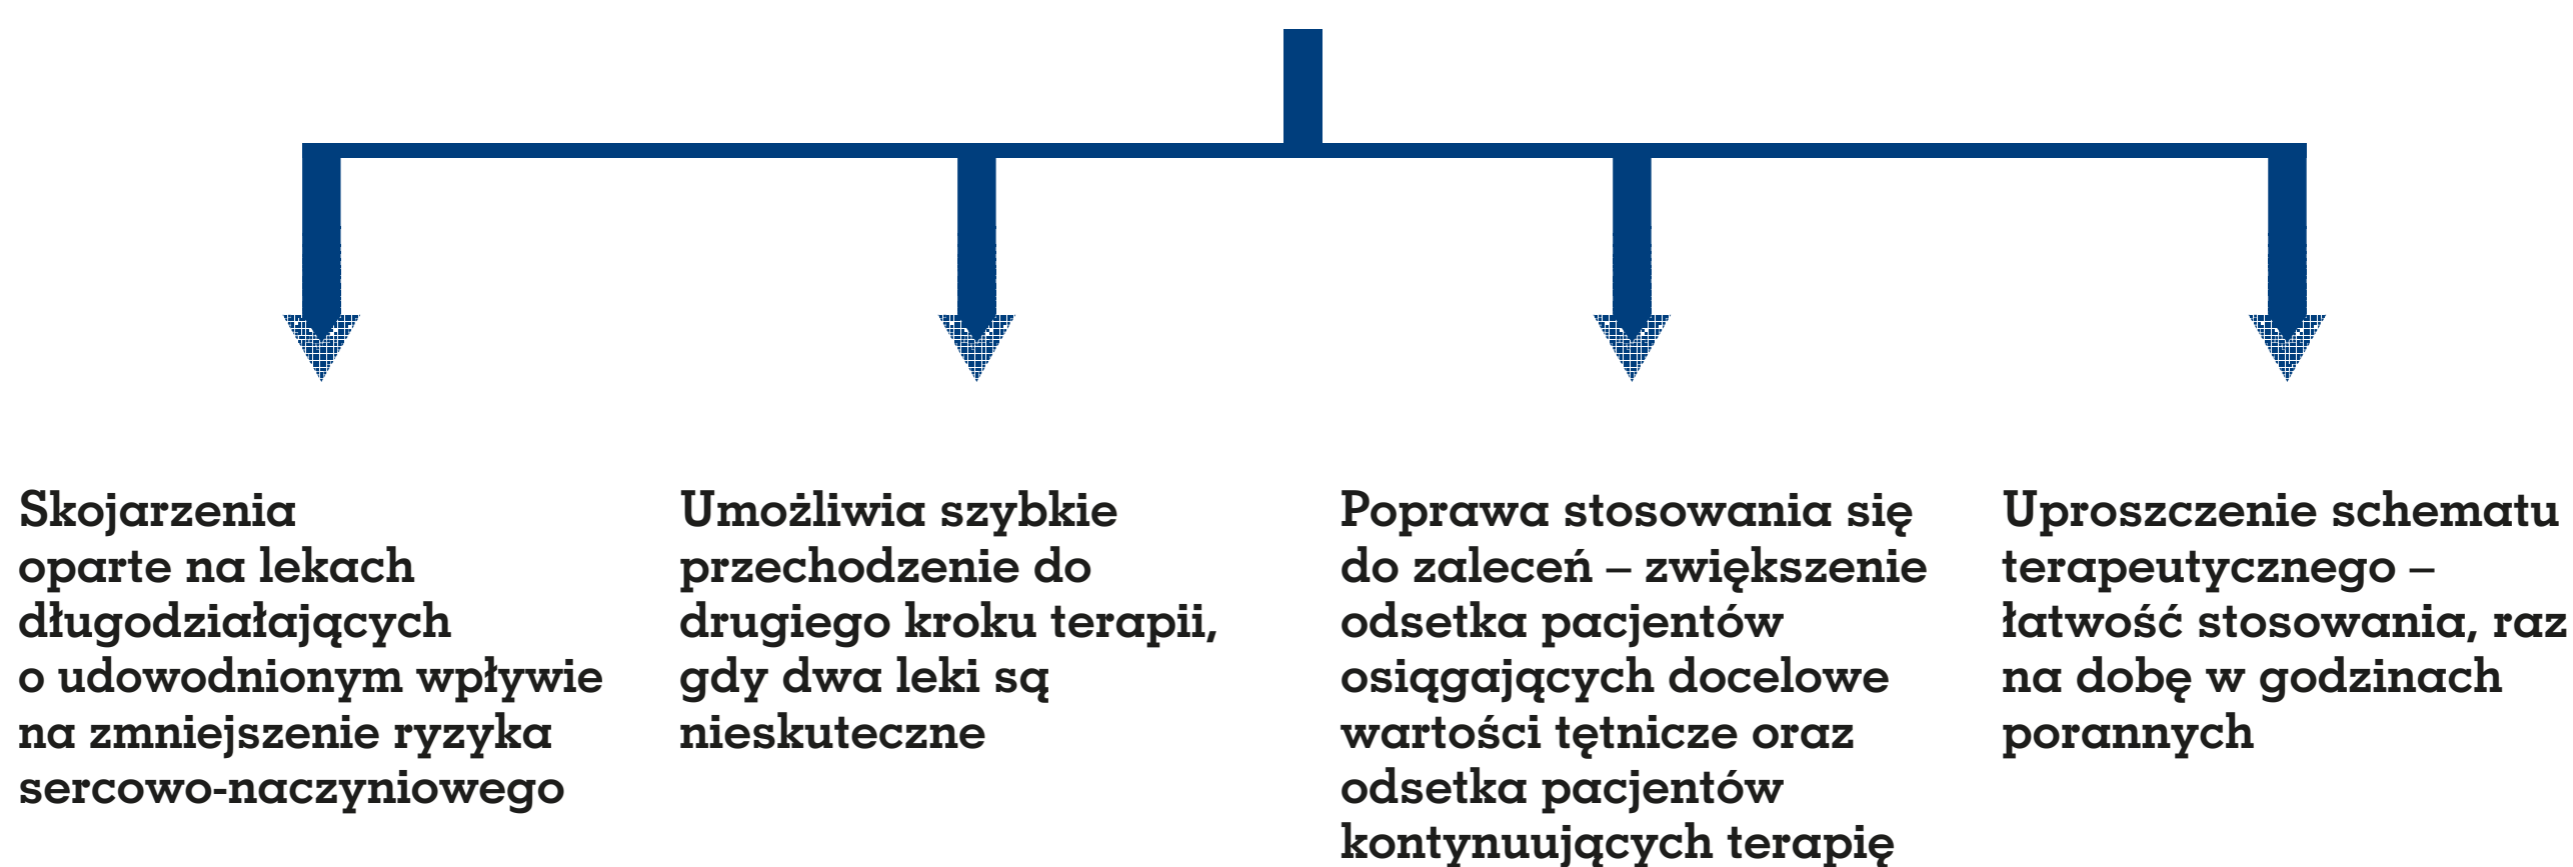 Skojarzenia
oparte na lekach
długodziałających
o udowodnionym wpływie
na zmniejszenie ryzyka
sercowo-naczyniowego
Umożliwia szybkie
przechodzenie do
drugiego kroku terapii,
gdy dwa leki są
nieskuteczne
Poprawa stosowania się
do zaleceń – zwiększenie
odsetka pacjentów
osiągających docelowe
wartości tętnicze oraz
odsetka pacjentów
kontynuujących terapię
Uproszczenie schematu
terapeutycznego –
łatwość stosowania, raz
na dobę w godzinach
porannych